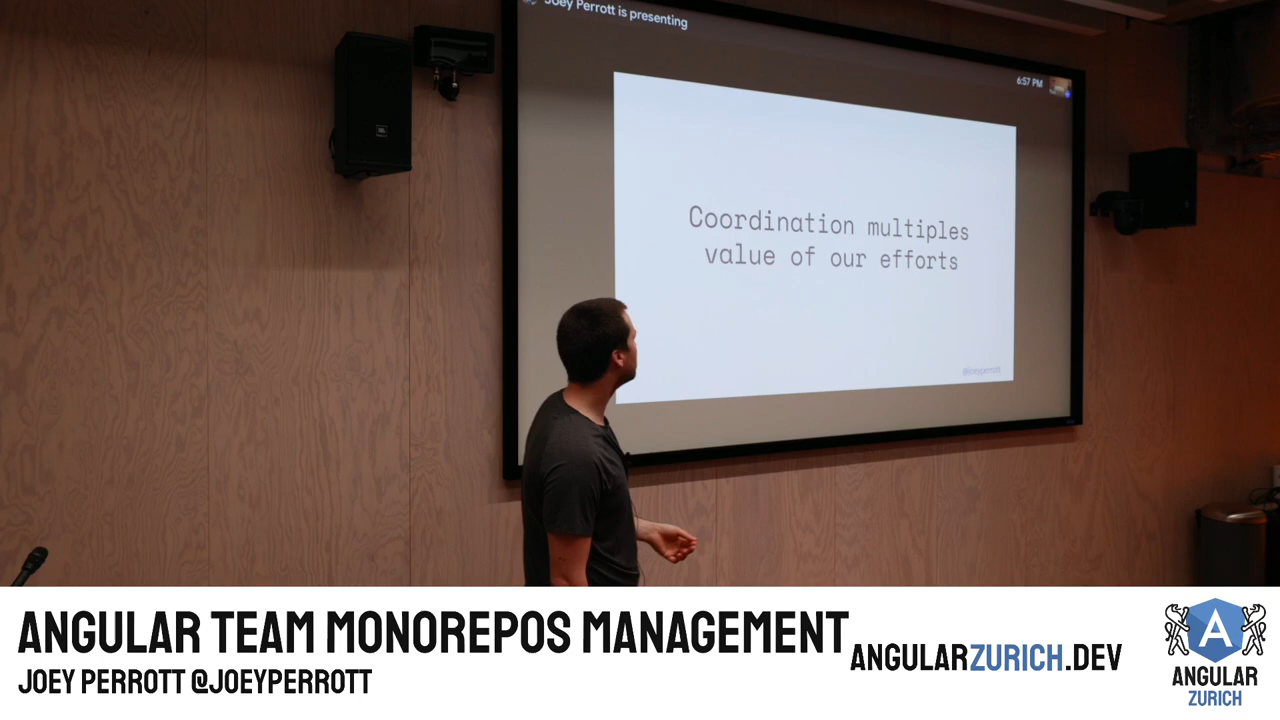 Joey Perrott is presenting
6:57 PM
Coordination multiples
value of our efforts
@joeyperrott
JBL
ANGULAR TEAM MONOREPOS MANAGEMENT
JOEY PERROTT @JOEYPERROTT
ANGULARZURICH.DEV
A
ANGULAR
ZURICH